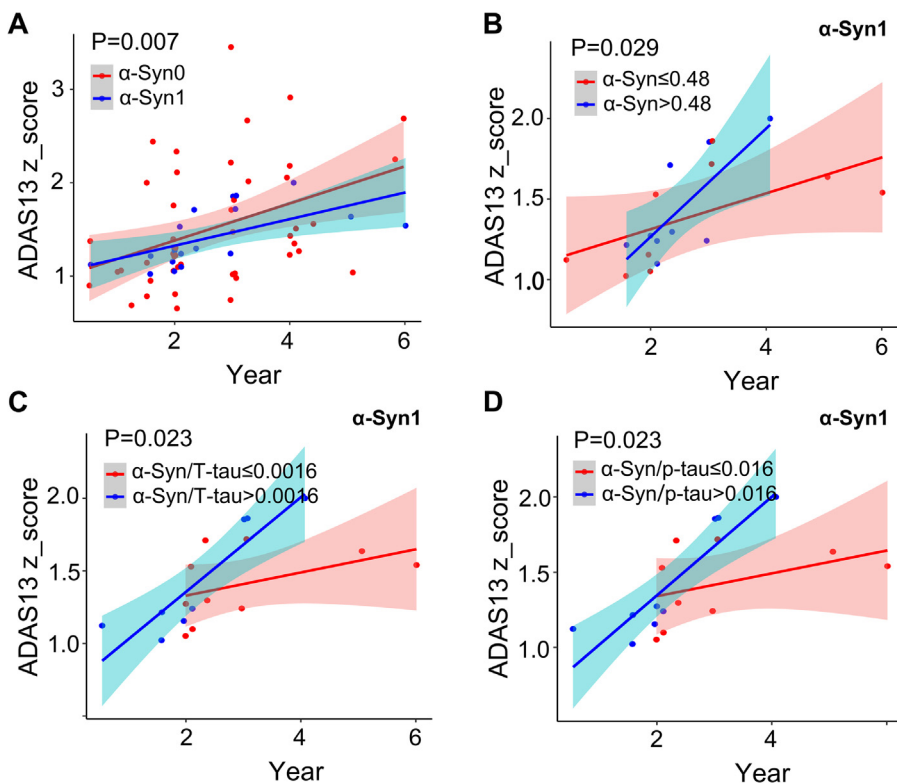 A
P=0.007
α-Syn0
α-Syn1
ADAS13 z_score
3
2
1
2
4
6
Year
B
α-Syn1
P=0.029
α-Syn≤0.48
α-Syn>0.48
ADAS13 z_score
2.0
1.5
1.0
2
4
6
Year
C
α-Syn1
P=0.023
α-Syn/T-tau≤0.0016
α-Syn/T-tau>0.0016
ADAS13 z_score
2.0
1.5
1.0
2
4
6
Year
D
α-Syn1
P=0.023
α-Syn/p-tau≤0.016
α-Syn/p-tau>0.016
ADAS13 z_score
2.0
1.5
1.0
2
4
Year